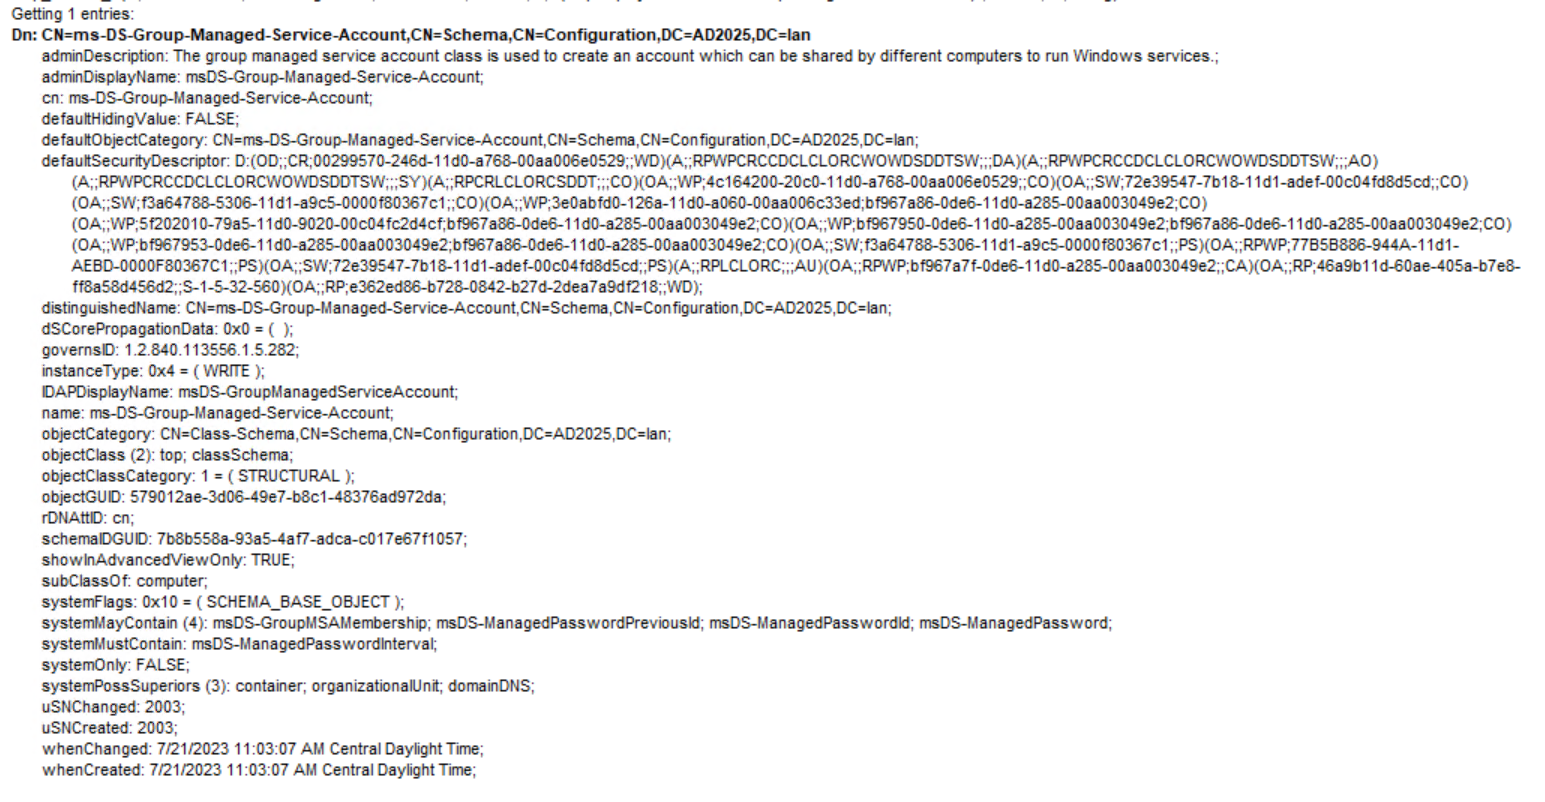 Getting 1 entries:
Dn: CN=ms-DS-Group-Managed-Service-Account,CN=Schema,CN=Configuration,DC=AD2025,DC=lan
adminDescription: The group managed service account class is used to create an account which can be shared by different computers to run Windows services.;
adminDisplayName: msDS-Group-Managed-Service-Account;
cn: ms-DS-Group-Managed-Service-Account;
defaultHidingValue: FALSE;
defaultObjectCategory: CN=ms-DS-Group-Managed-Service-Account,CN=Schema,CN=Configuration,DC=AD2025,DC=lan;
defaultSecurityDescriptor: D:(OD;;CR;00299570-246d-11d0-a768-00aa006e0529;;WD)(A;;RPWPCRCCDCLCLORCWOWDSDDTSW;;;DA)(A;;RPWPCRCCDCLCLORCWOWDSDDTSW;;;AO)
(A;;RPWPCRCCDCLCLORCWOWDSDDTSW;;;SY)(A;;RPCRLCLORCSDDT;;;CO)(OA;;WP;4c164200-20c0-11d0-a768-00aa006e0529;;CO)(OA;;SW;72e39547-7b18-11d1-adef-00c04fd8d5cd;;CO)
(OA;;SW;f3a64788-5306-11d1-a9c5-0000f80367c1;;CO)(OA;;WP;3e0abfd0-126a-11d0-a060-00aa006c33ed;bf967a86-0de6-11d0-a285-00aa003049e2;CO)
(OA;;WP;5f202010-79a5-11d0-9020-00c04fc2d4cf;bf967a86-0de6-11d0-a285-00aa003049e2;CO)(OA;;WP;bf967950-0de6-11d0-a285-00aa003049e2;bf967a86-0de6-11d0-a285-00aa003049e2;CO)
(OA;;WP;bf967953-0de6-11d0-a285-00aa003049e2;bf967a86-0de6-11d0-a285-00aa003049e2;CO)(OA;;SW;f3a64788-5306-11d1-a9c5-0000f80367c1;;PS)(OA;;RPWP;77B5B886-944A-11d1-
AEBD-0000F80367C1;;PS)(OA;;SW;72e39547-7b18-11d1-adef-00c04fd8d5cd;;PS)(A;;RPLCLORC;;;AU)(OA;;RPWP;bf967a7f-0de6-11d0-a285-00aa003049e2;;CA)(OA;;RP;46a9b11d-60ae-405a-b7e8-
ff8a58d456d2;;S-1-5-32-560)(OA;;RP;e362ed86-b728-0842-b27d-2dea7a9df218;;WD);
distinguishedName: CN=ms-DS-Group-Managed-Service-Account,CN=Schema,CN=Configuration,DC=AD2025,DC=lan;
dSCorePropagationData: 0x0 = (  );
governsID: 1.2.840.113556.1.5.282;
instanceType: 0x4 = ( WRITE );
lDAPDisplayName: msDS-GroupManagedServiceAccount;
name: ms-DS-Group-Managed-Service-Account;
objectCategory: CN=Class-Schema,CN=Schema,CN=Configuration,DC=AD2025,DC=lan;
objectClass (2): top; classSchema;
objectClassCategory: 1 = ( STRUCTURAL );
objectGUID: 579012ae-3d06-49e7-b8c1-48376ad972da;
rDNAttID: cn;
schemaIDGUID: 7b8b558a-93a5-4af7-adca-c017e67f1057;
showInAdvancedViewOnly: TRUE;
subClassOf: computer;
systemFlags: 0x10 = ( SCHEMA_BASE_OBJECT );
systemMayContain (4): msDS-GroupMSAMembership; msDS-ManagedPasswordPreviousId; msDS-ManagedPasswordId; msDS-ManagedPassword;
systemMustContain: msDS-ManagedPasswordInterval;
systemOnly: FALSE;
systemPossSuperiors (3): container; organizationalUnit; domainDNS;
uSNChanged: 2003;
uSNCreated: 2003;
whenChanged: 7/21/2023 11:03:07 AM Central Daylight Time;
whenCreated: 7/21/2023 11:03:07 AM Central Daylight Time;